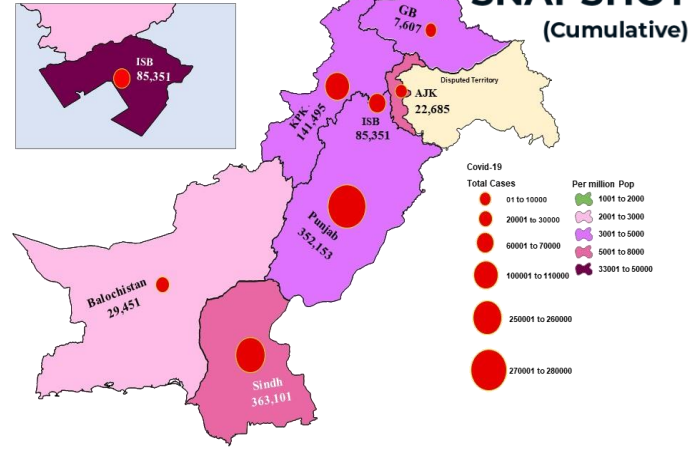 SNAPSHOT
(Cumulative)
GB
7,607
ISB
85,351
Disputed Territory
AJK
22,685
KPK
141,495
ISB
85,351
Punjab
352,153
Balochistan
29,451
Sindh
363,101
Covid-19
Total Cases
01 to 10000
20001 to 30000
60001 to 70000
100001 to 110000
250001 to 260000
270001 to 280000
Per million Pop
1001 to 2000
2001 to 3000
3001 to 5000
5001 to 8000
33001 to 50000